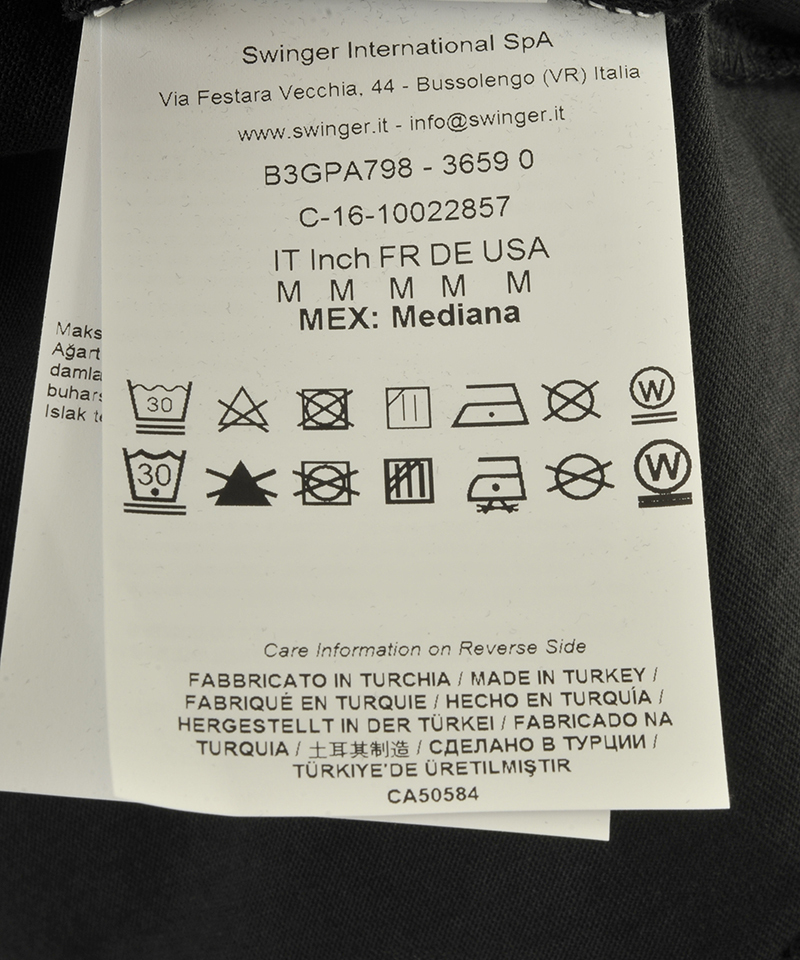 Swinger International SpA
Via Festara Vecchia, 44 - Bussolengo (VR) Italia
www.swinger.it - info@swinger.it
B3GPA798 - 3659 0
C-16-10022857
IT Inch FR DE USA
M M M M M
MEX: Mediana
Maks
Ağart
damla
buhar
Islak
30 W
30 W
Care Information on Reverse Side
FABBRICATO IN TURCHIA / MADE IN TURKEY /
FABRIQUÉ EN TURQUIE / HECHO EN TURQUÍA /
HERGESTELLT IN DER TÜRKEI / FABRICADO NA
TURQUIA / 土耳其制造 / СДЕЛАНО В ТУРЦИИ /
TÜRKIYE'DE ÜRETILMIŞTIR
CA50584